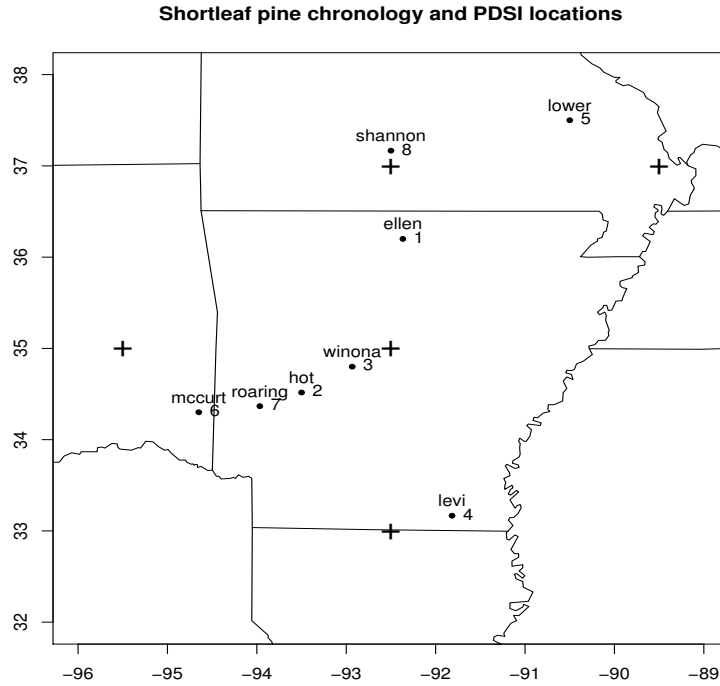 Shortleaf pine chronology and PDSI locations
38
37
36
35
34
33
32
lower
5
shannon
8
ellen
1
winona
3
hot
2
roaring
7
mccurt
6
levi
4
−96 −95 −94 −93 −92 −91 −90 −89